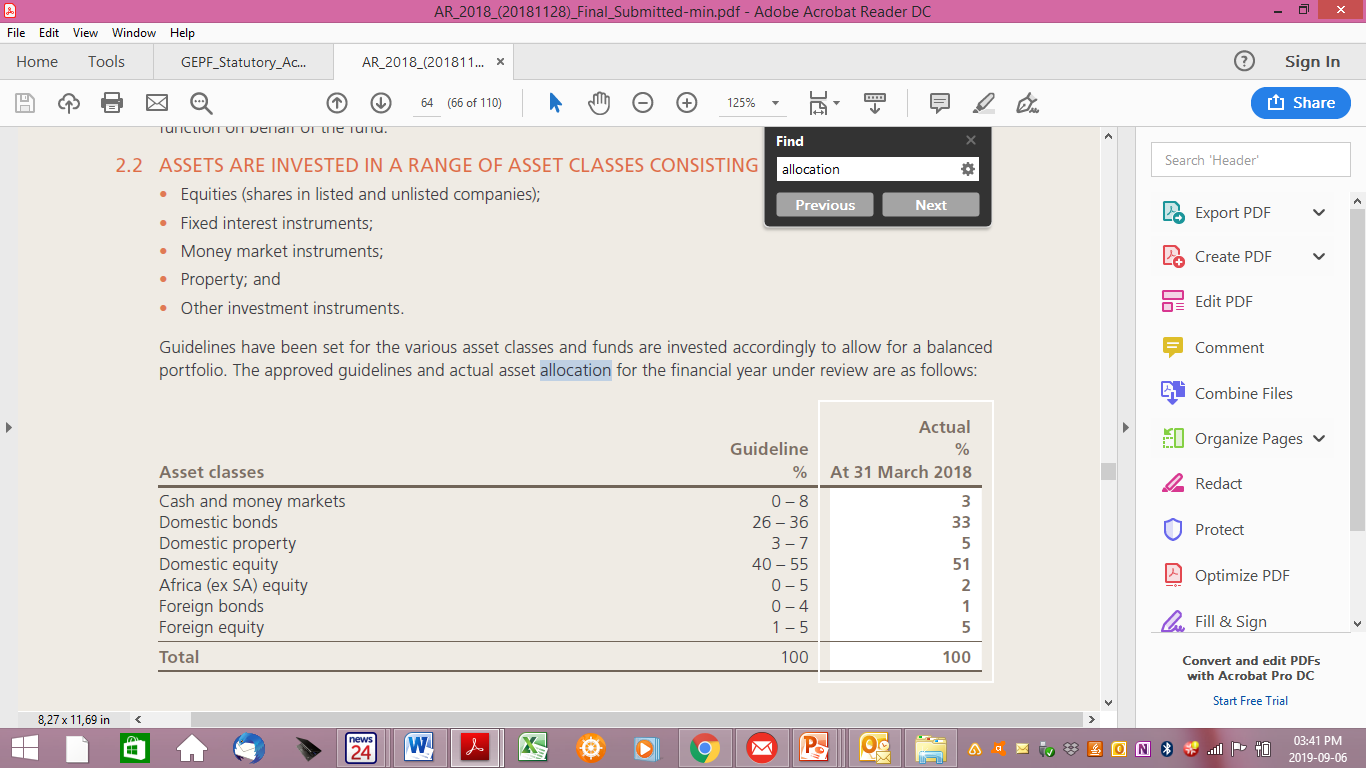 AR_2018_(20181128)_Final_Submitted-min.pdf - Adobe Acrobat Reader DC
File Edit View Window Help
Home Tools GEPF_Statutory_Ac... AR_2018_(201811... × Sign In
64 (66 of 110) 125% Share
function on behalf of the fund.
Find
allocation
Previous Next
2.2 ASSETS ARE INVESTED IN A RANGE OF ASSET CLASSES CONSISTING
• Equities (shares in listed and unlisted companies);
• Fixed interest instruments;
• Money market instruments;
• Property; and
• Other investment instruments.
Guidelines have been set for the various asset classes and funds are invested accordingly to allow for a balanced
portfolio. The approved guidelines and actual asset allocation for the financial year under review are as follows:
Actual
Guideline %
Asset classes % At 31 March 2018
Cash and money markets 0 – 8 3
Domestic bonds 26 – 36 33
Domestic property 3 – 7 5
Domestic equity 40 – 55 51
Africa (ex SA) equity 0 – 5 2
Foreign bonds 0 – 4 1
Foreign equity 1 – 5 5
Total 100 100
8,27 x 11,69 in
Search 'Header'
Export PDF
Create PDF
Edit PDF
Comment
Combine Files
Organize Pages
Redact
Protect
Optimize PDF
Fill & Sign
Convert and edit PDFs
with Acrobat Pro DC
Start Free Trial
news
24
03:41 PM
2019-09-06